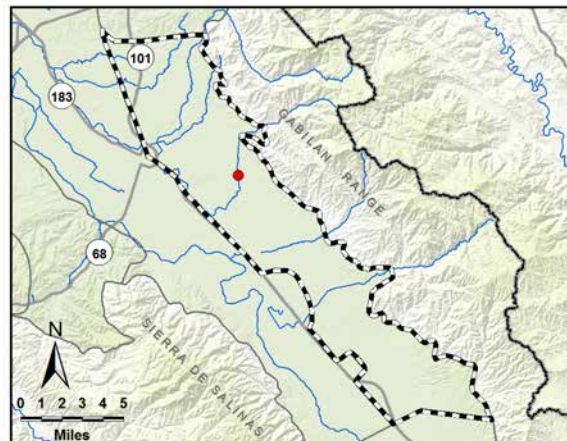 101
183
GABILAN RANGE
68
SIERRA DE SALINAS
N
0 1 2 3 4 5
Miles